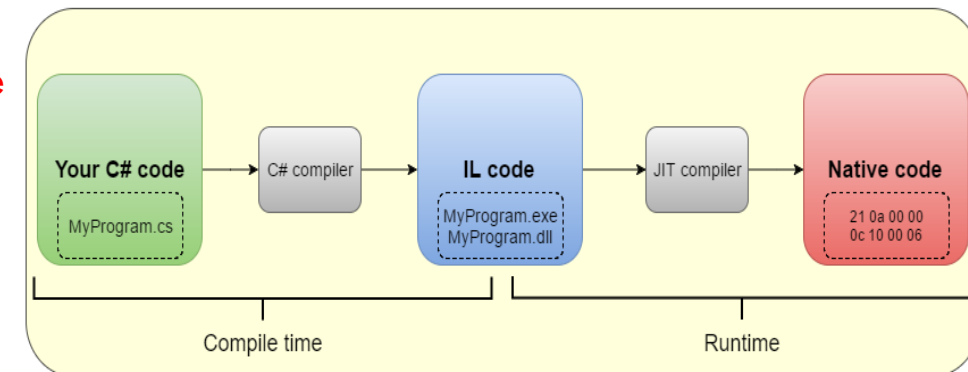 e
Your C# code
MyProgram.cs
C# compiler
IL code
MyProgram.exe
MyProgram.dll
JIT compiler
Native code
21 0a 00 00
0c 10 00 06
Compile time
Runtime